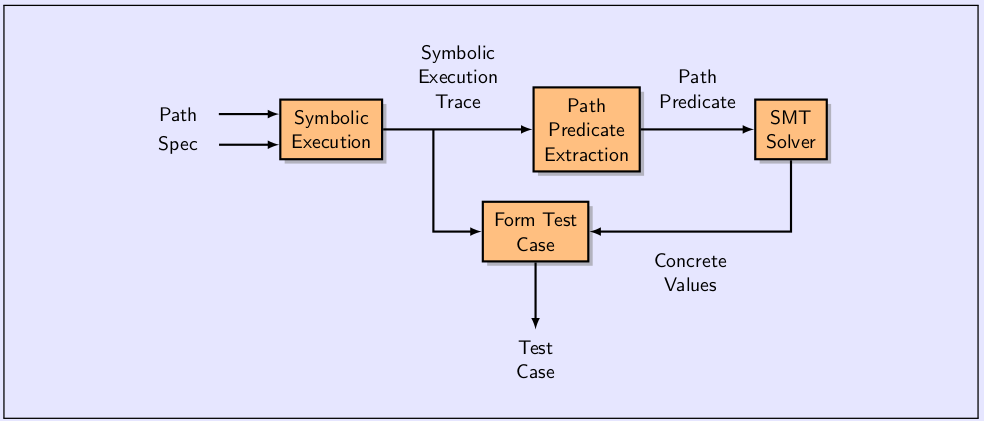 Path
Spec
Symbolic
Execution
Symbolic
Execution
Trace
Path
Predicate
Extraction
Path
Predicate
SMT
Solver
Form Test
Case
Concrete
Values
Test
Case